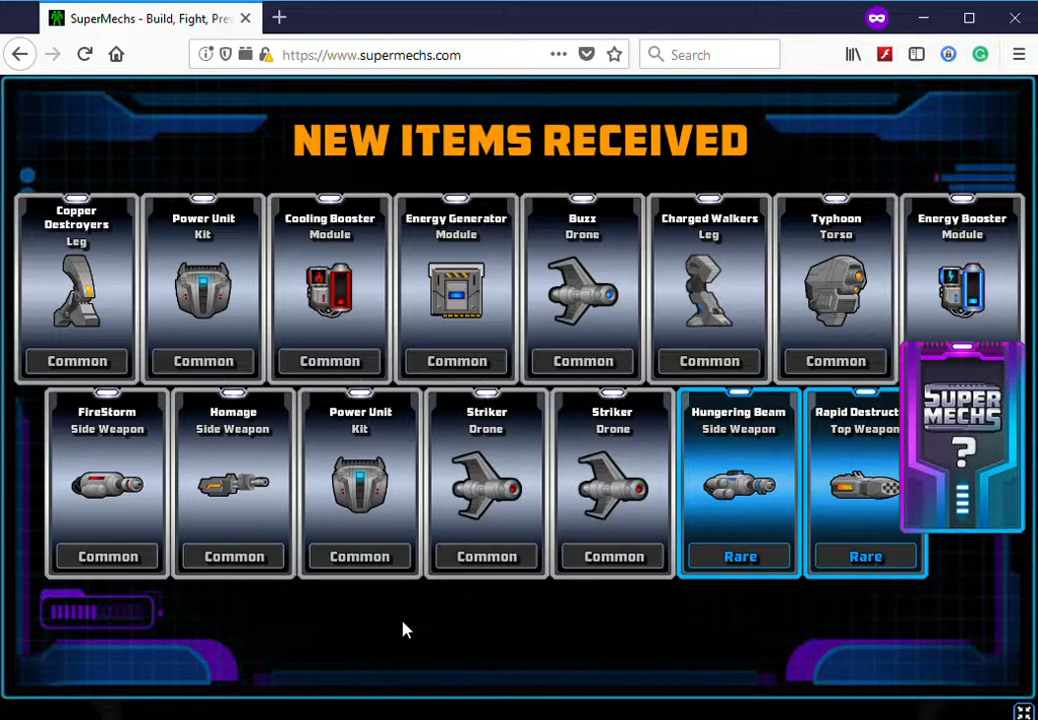 SuperMechs - Build, Fight, Pre
https://www.supermechs.com
Search
NEW ITEMS RECEIVED
Copper
Destroyers
Leg
Common
Power Unit
Kit
Common
Cooling Booster
Module
Common
Energy Generator
Module
Common
Buzz
Drone
Common
Charged Walkers
Leg
Common
Typhoon
Torso
Common
Energy Booster
Module
FireStorm
Side Weapon
Common
Homage
Side Weapon
Common
Power Unit
Kit
Common
Striker
Drone
Common
Striker
Drone
Common
Hungering Beam
Side Weapon
Rare
Rapid Destruct
Top Weapon
Rare
SUPER
MECHS
?